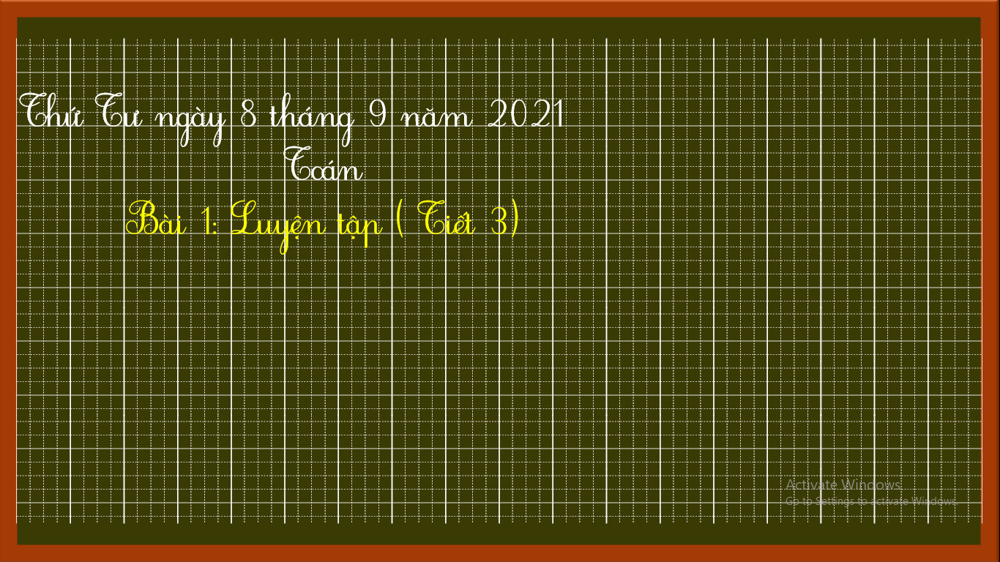 Thứ Tư ngày 8 tháng 9 năm 2021
Toán
Bài 1: Luyện tập ( Tiết 3)
Activate Windows
Go to Settings to activate Windows.